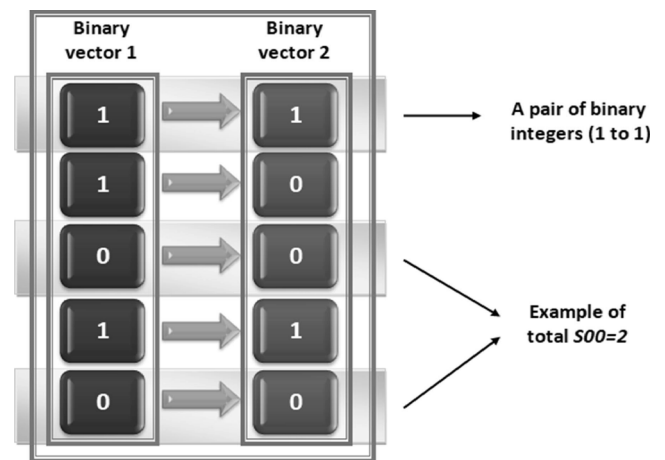 Binary
vector 1
Binary
vector 2
1
1
A pair of binary
integers (1 to 1)
1
0
0
0
Example of
total S00=2
1
1
0
0